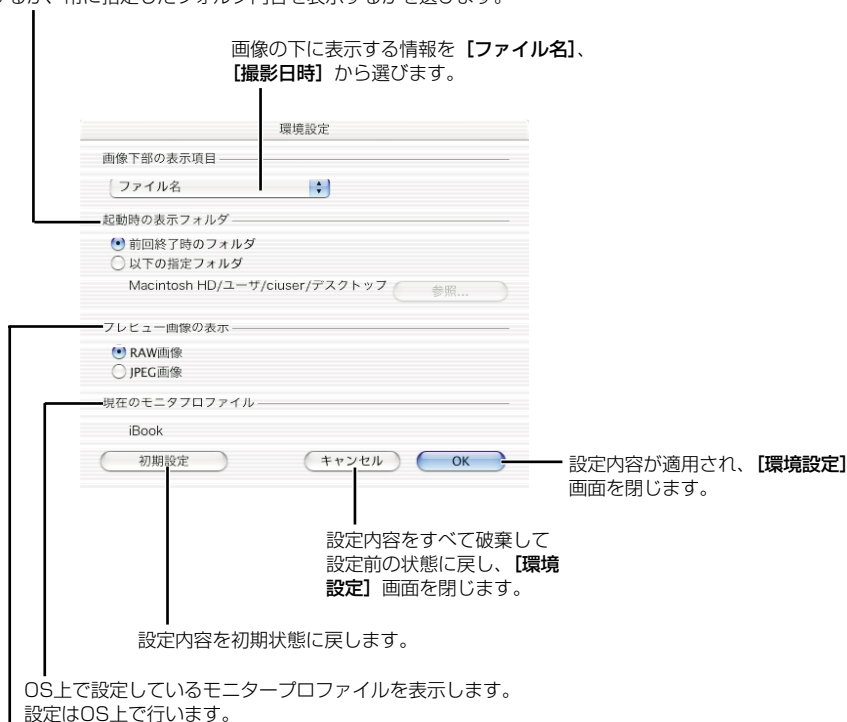 画像の下に表示する情報を［ファイル名］、
［撮影日時］から選びます。
環境設定
画像下部の表示項目
ファイル名
起動時の表示フォルダ
前回終了時のフォルダ
以下の指定フォルダ
Macintosh HD/ユーザ/ciuser/デスクトップ
参照...
プレビュー画像の表示
RAW画像
JPEG画像
現在のモニタプロファイル
iBook
初期設定
キャンセル
OK
設定内容が適用され、［環境設定］
画面を閉じます。
設定内容をすべて破棄して
設定前の状態に戻し、［環境
設定］画面を閉じます。
設定内容を初期状態に戻します。
OS上で設定しているモニタープロファイルを表示します。
設定はOS上で行います。